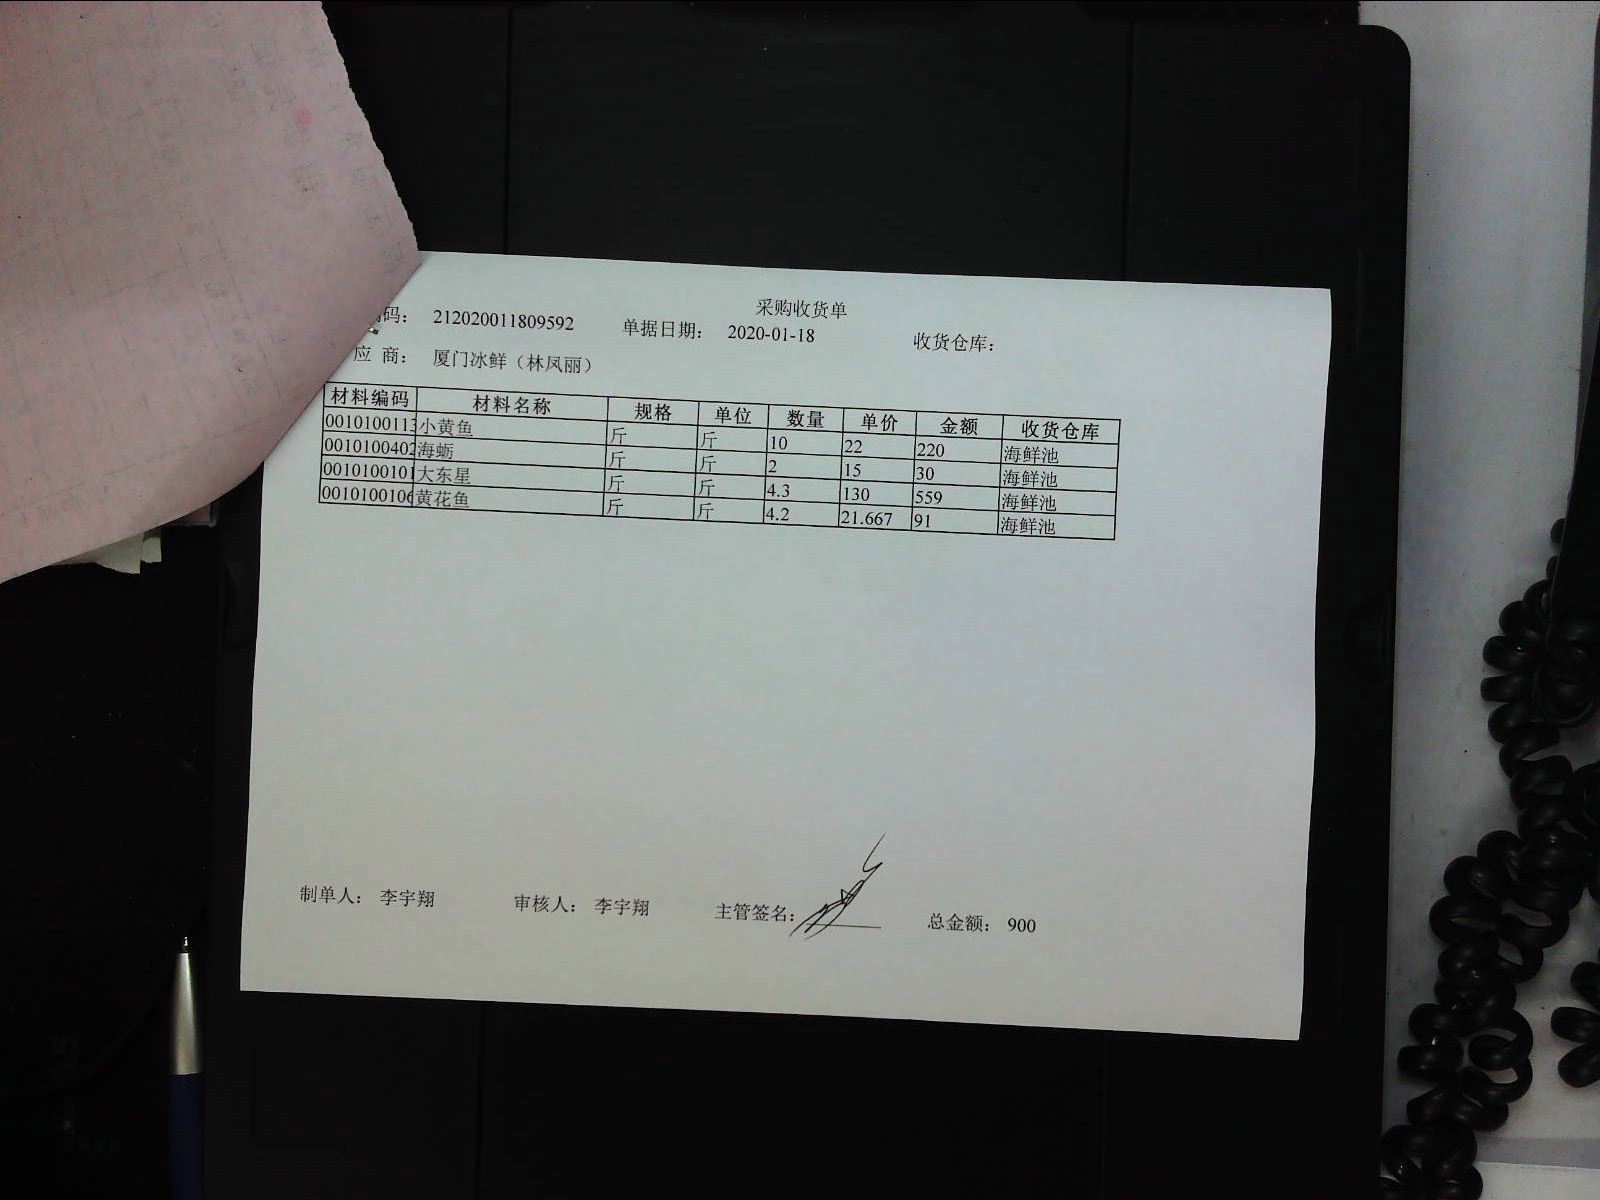 采购收货单
码： 212020011809592 单据日期： 2020-01-18 收货仓库：
应 商： 厦门冰鲜（林凤丽）
材料编码 材料名称 规格 单位 数量 单价 金额 收货仓库
0010100113 小黄鱼 斤 斤 10 22 220 海鲜池
0010100402 海蛎 斤 斤 2 15 30 海鲜池
0010100101 大东星 斤 斤 4.3 130 559 海鲜池
0010100106 黄花鱼 斤 斤 4.2 21.667 91 海鲜池
制单人： 李宇翔 审核人： 李宇翔 主管签名： 总金额： 900